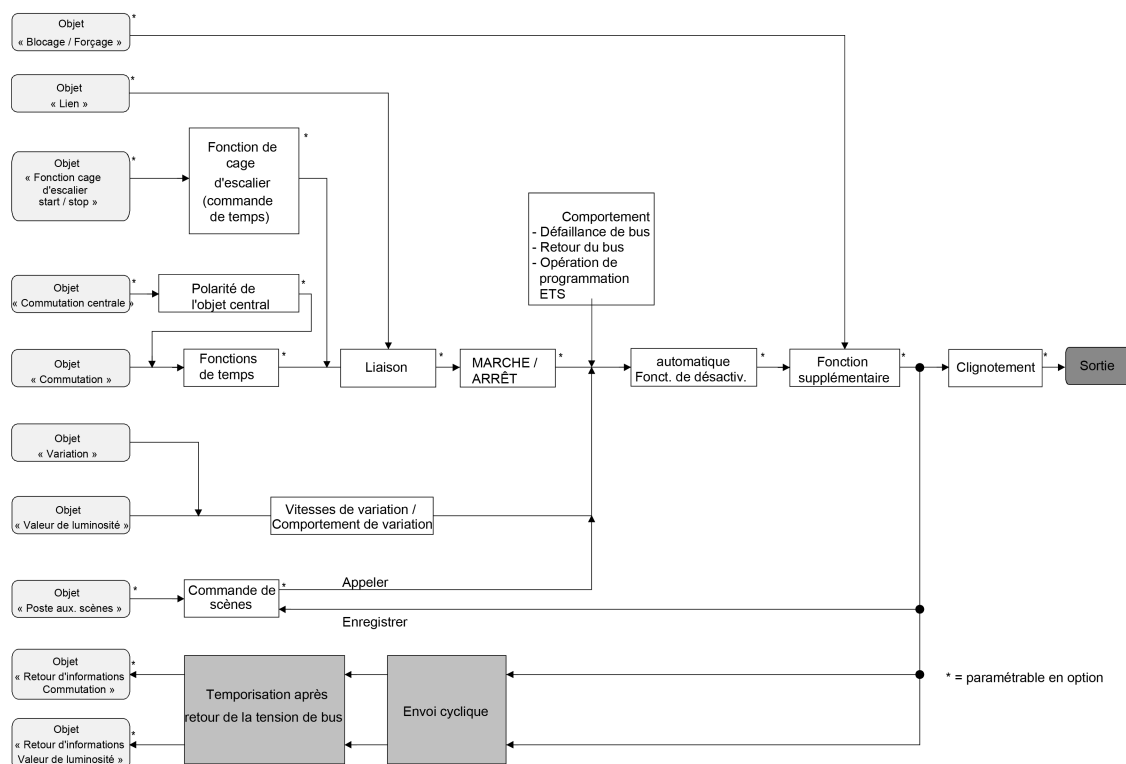 Objet
« Blocage / Forçage »
*
Objet
« Lien »
*
Objet
« Fonction cage
d'escalier
start / stop »
*
Fonction de
cage
d'escalier
(commande
de temps)
*
Comportement
- Défaillance de bus
- Retour du bus
- Opération de
programmation
ETS
Objet
« Commutation centrale »
*
Polarité de
l'objet central
*
Objet
« Commutation »
*
Fonctions
de temps
*
Liaison
*
MARCHE /
ARRÊT
*
automatique
Fonct. de désactiv.
*
Fonction
supplémentaire
*
Clignotement
*
Sortie
Objet
« Variation »
Objet
« Valeur de luminosité »
Vitesses de variation /
Comportement de variation
Objet
« Poste aux. scènes »
*
Commande de
scènes
*
Appeler
Enregistrer
Objet
« Retour d'informations
Commutation »
*
Temporisation après
retour de la tension de bus
Envoi cyclique
* = paramétrable en option
Objet
« Retour d'informations
Valeur de luminosité »
*